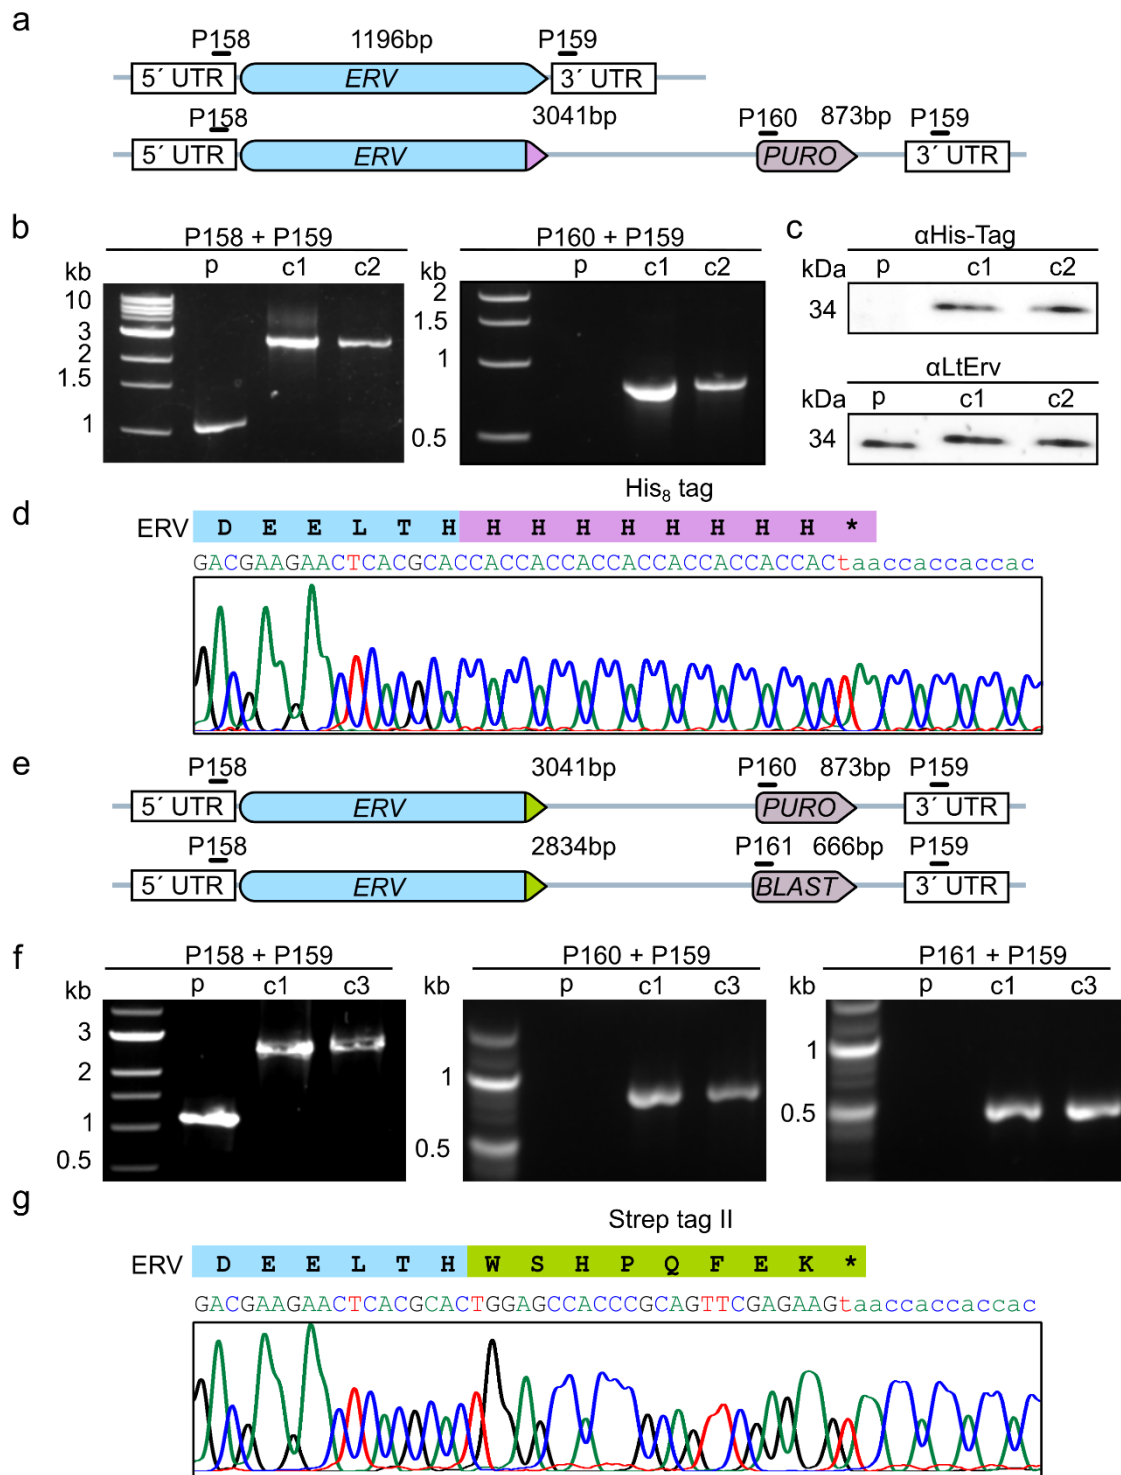 a
P158 1196bp P159
5´ UTR ERV 3´ UTR
P158 3041bp P160 873bp P159
5´ UTR ERV PURO 3´ UTR
b
P158 + P159
kb p c1 c2
10
3
2
1.5
1
P160 + P159
p c1 c2
2
1.5
1
0.5
c
αHis-Tag
kDa p c1 c2
34
αLtErv
kDa p c1 c2
34
d
His8 tag
ERV D E E L T H H H H H H H H H *
GACGAAGAACTCACGCACCACCACCACCACCACCACCACtaaccaccaccac
e
P158 3041bp P160 873bp P159
5´ UTR ERV PURO 3´ UTR
P158 2834bp P161 666bp P159
5´ UTR ERV BLAST 3´ UTR
f
P158 + P159
kb p c1 c3
3
2
1
0.5
P160 + P159
kb p c1 c3
1
0.5
P161 + P159
p c1 c3
1
0.5
g
Strep tag II
ERV D E E L T H W S H P Q F E K *
GACGAAGAACTCACGCACTGGAGCCACCCGCAGTTCGAGAAGtaaccaccaccac